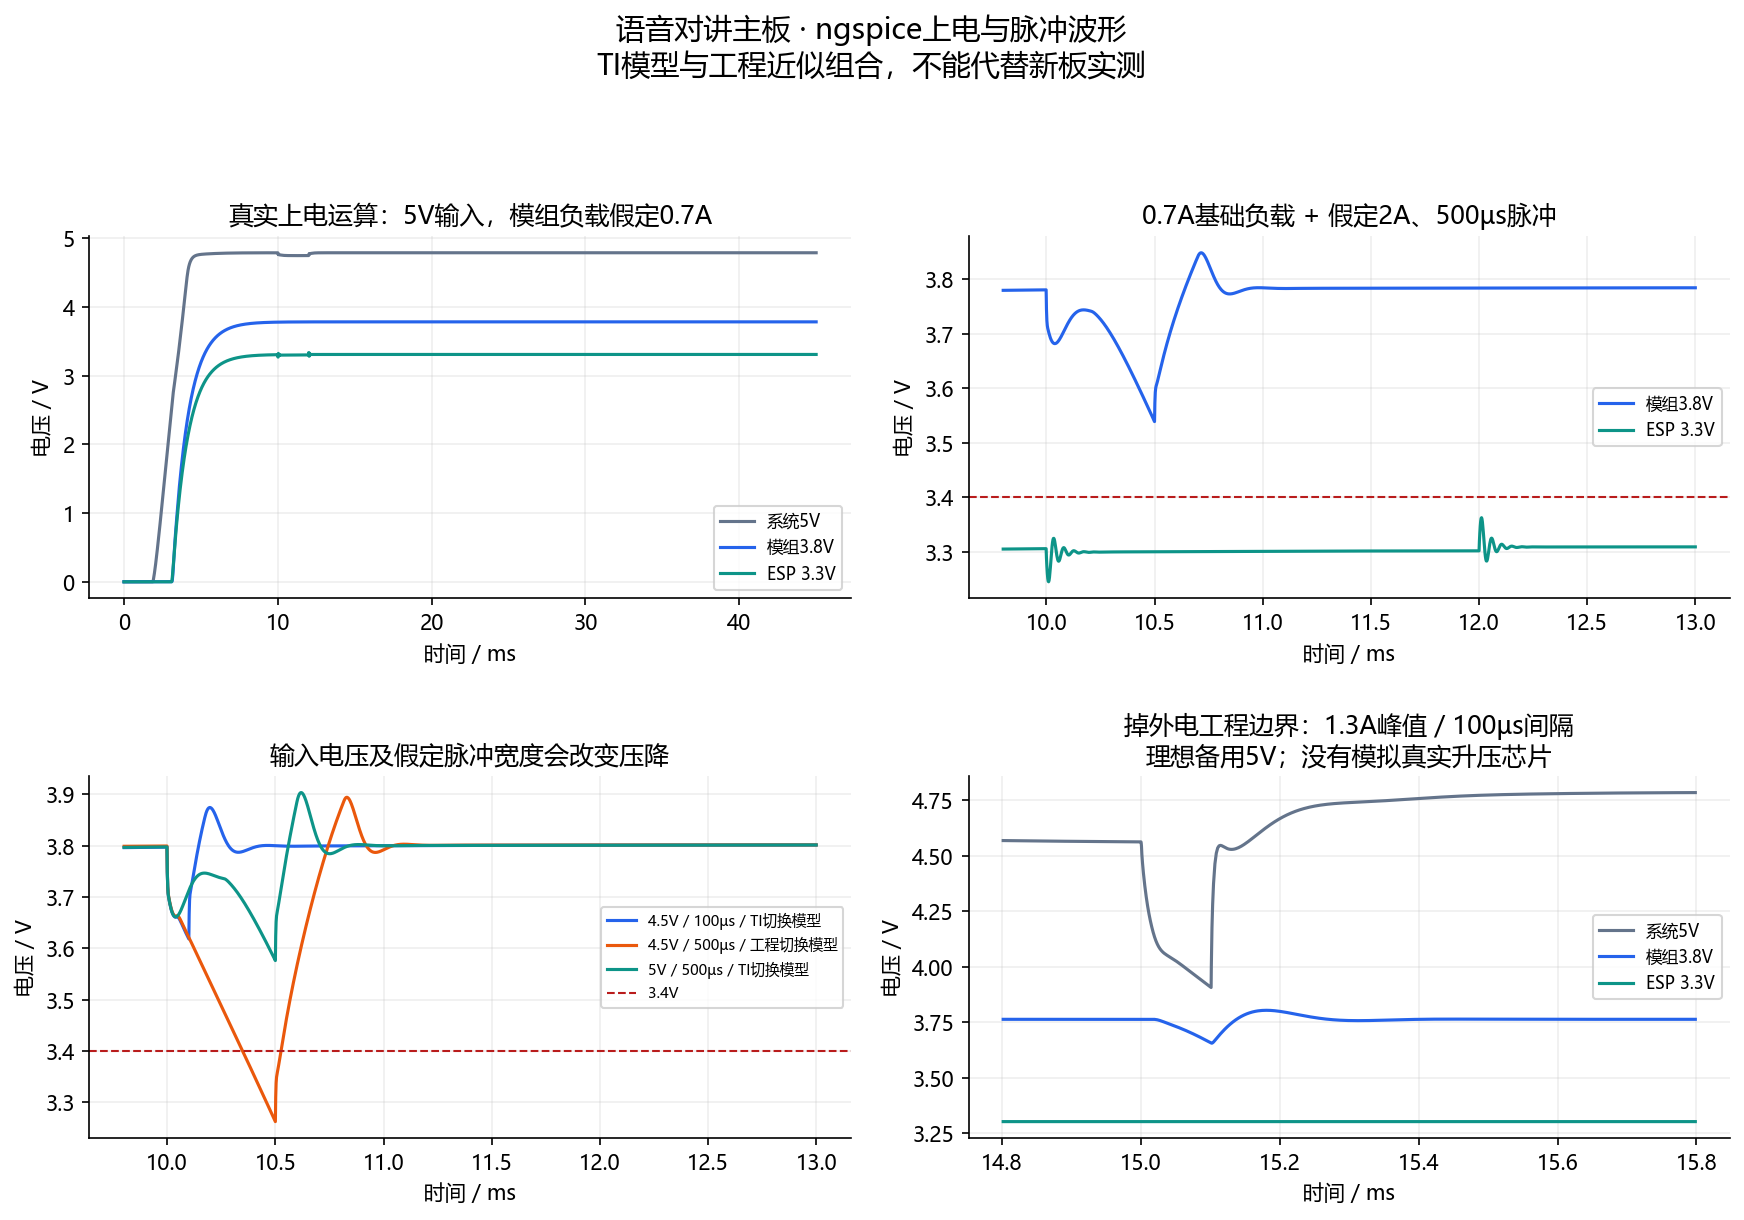 语音对讲主板 · ngspice上电与脉冲波形
TI模型与工程近似组合，不能代替新板实测
真实上电运算：5V输入，模组负载假定0.7A
5
4
3
2
1
0
电压 / V
0
10
20
30
40
时间 / ms
系统5V
模组3.8V
ESP 3.3V
0.7A基础负载 + 假定2A、500μs脉冲
3.8
3.7
3.6
3.5
3.4
3.3
电压 / V
10.0
10.5
11.0
11.5
12.0
12.5
13.0
时间 / ms
模组3.8V
ESP 3.3V
输入电压及假定脉冲宽度会改变压降
3.9
3.8
3.7
3.6
3.5
3.4
3.3
电压 / V
10.0
10.5
11.0
11.5
12.0
12.5
13.0
时间 / ms
4.5V / 100μs / TI切换模型
4.5V / 500μs / 工程切换模型
5V / 500μs / TI切换模型
3.4V
掉外电工程边界：1.3A峰值 / 100μs间隔
理想备用5V；没有模拟真实升压芯片
4.75
4.50
4.25
4.00
3.75
3.50
3.25
电压 / V
14.8
15.0
15.2
15.4
15.6
15.8
时间 / ms
系统5V
模组3.8V
ESP 3.3V